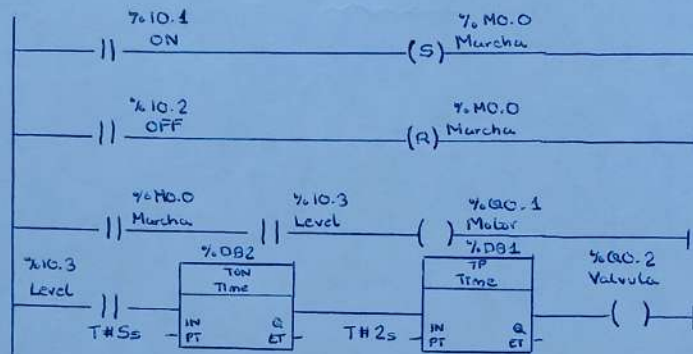 %I0.1
%M0.0
ON
(S)
Marcha
%I0.2
%M0.0
OFF
(R)
Marcha
%M0.0
%I0.3
%Q0.1
Marcha
Level
Motor
%I0.3
%DB2
%DB1
%Q0.2
Level
TON
TP
Valvula
Time
Time
T#5s
IN
Q
T#2s
IN
Q
PT
ET
PT
ET